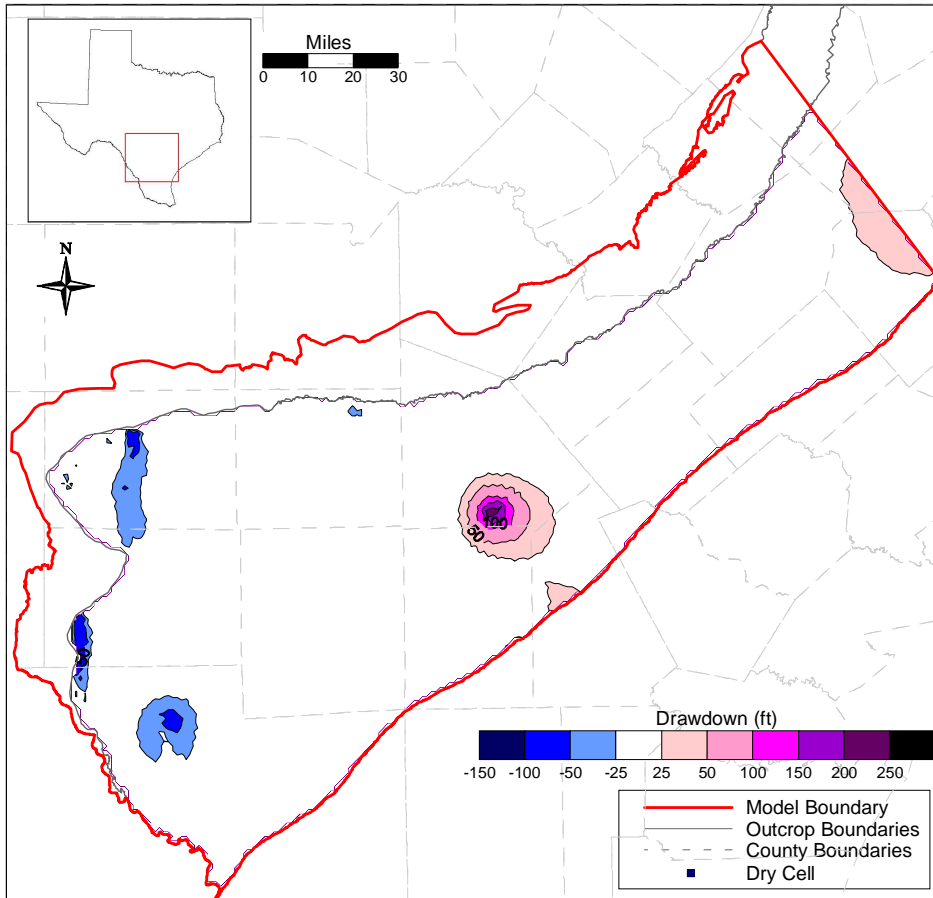 Miles
0 10 20 30
N
100
50
50
Drawdown (ft)
-150 -100 -50 -25 25 50 100 150 200 250
Model Boundary
Outcrop Boundaries
County Boundaries
Dry Cell